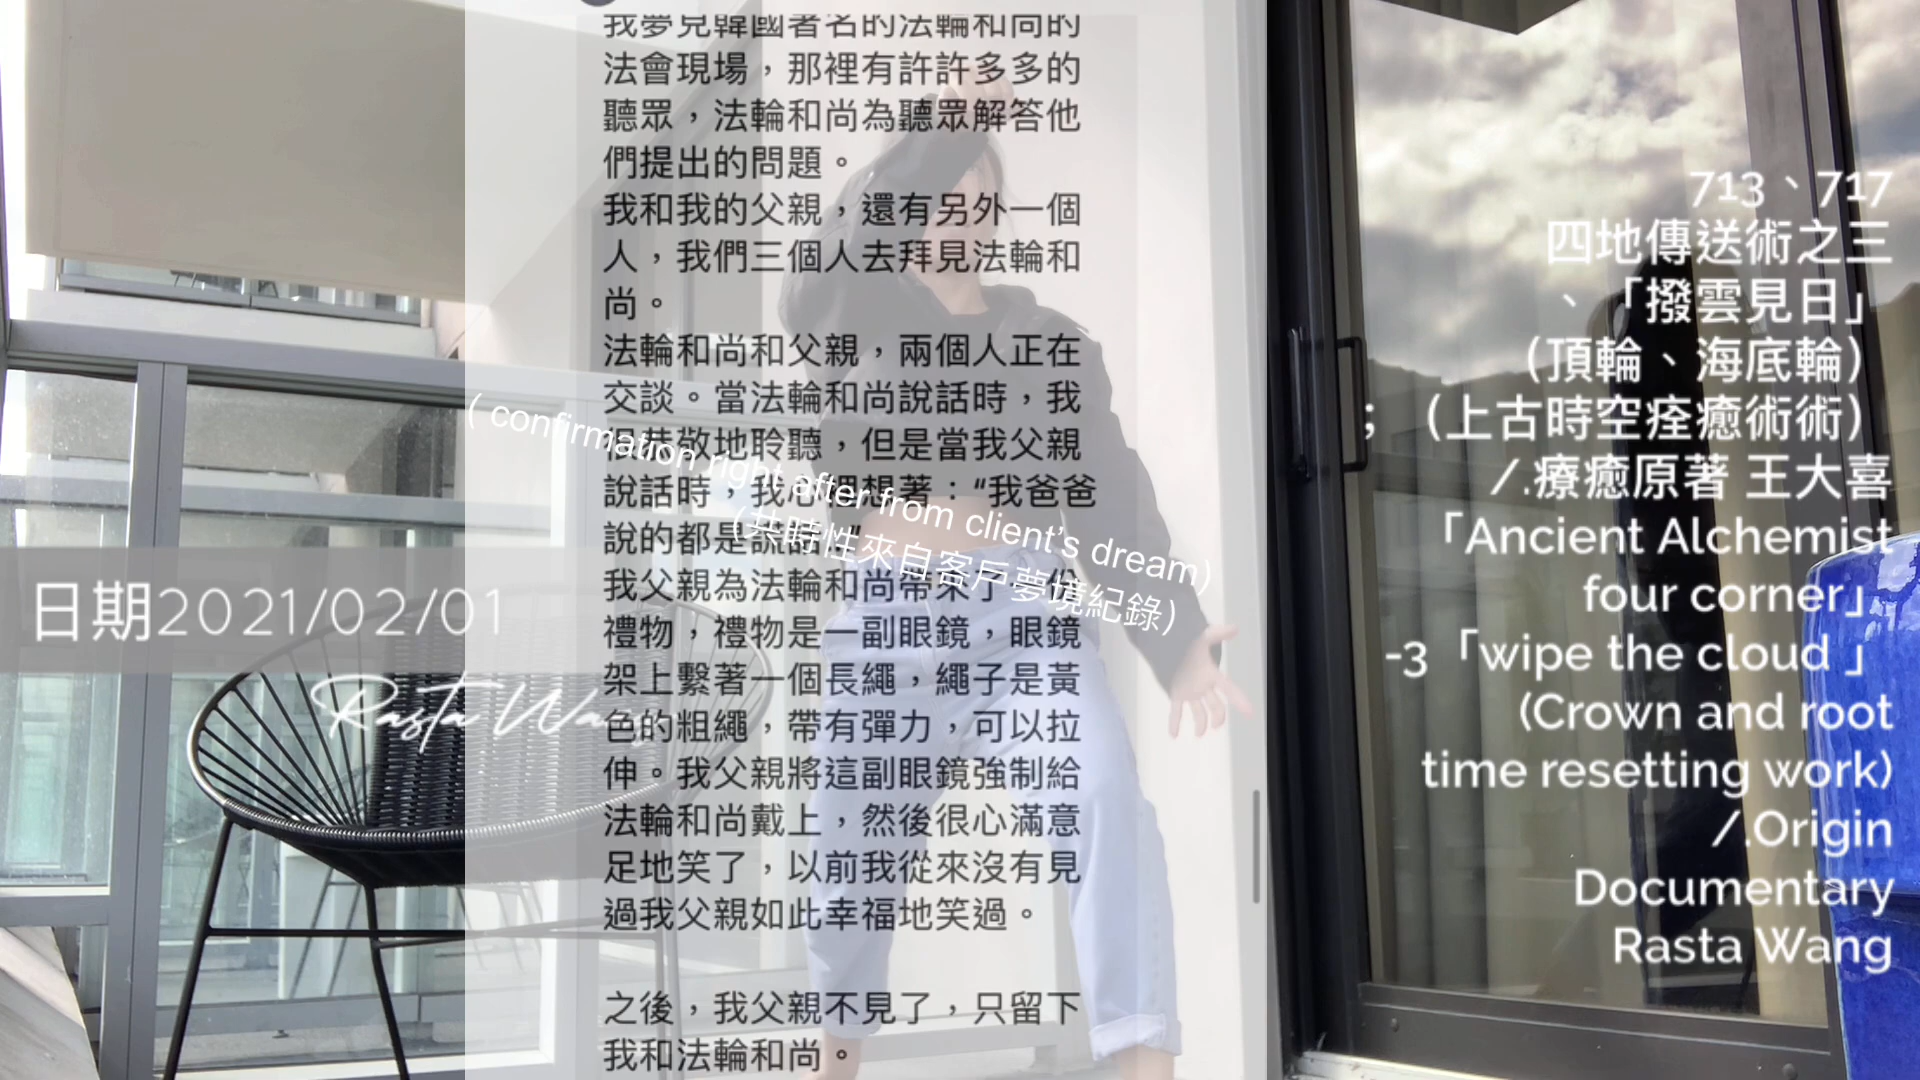 我夢見韓國著名的法輪和尚的
法會現場，那裡有許許多多的
聽眾，法輪和尚為聽眾解答他
們提出的問題。
我和我的父親，還有另外一個
人，我們三個人去拜見法輪和
尚。
法輪和尚和父親，兩個人正在
交談。當法輪和尚說話時，我
很恭敬地聆聽，但是當我父親
說話時，我心裡想著：“我爸爸
說的都是謊話。”
我父親為法輪和尚帶來了一份
禮物，禮物是一副眼鏡，眼鏡
架上繫著一個長繩，繩子是黃
色的粗繩，帶有彈力，可以拉
伸。我父親將這副眼鏡強制給
法輪和尚戴上，然後很心滿意
足地笑了，以前我從來沒有見
過我父親如此幸福地笑過。
之後，我父親不見了，只留下
我和法輪和尚。
( confirmation right after from client’s dream)
(共時性來自客戶夢境紀錄)
日期2021/02/01
Rasta Wang
713、717
四地傳送術之三
、「撥雲見日」
（頂輪、海底輪）
；（上古時空痊癒術術）
/.療癒原著 王大喜
「Ancient Alchemist
four corner」
-3「wipe the cloud 」
(Crown and root
time resetting work)
/.Origin
Documentary
Rasta Wang